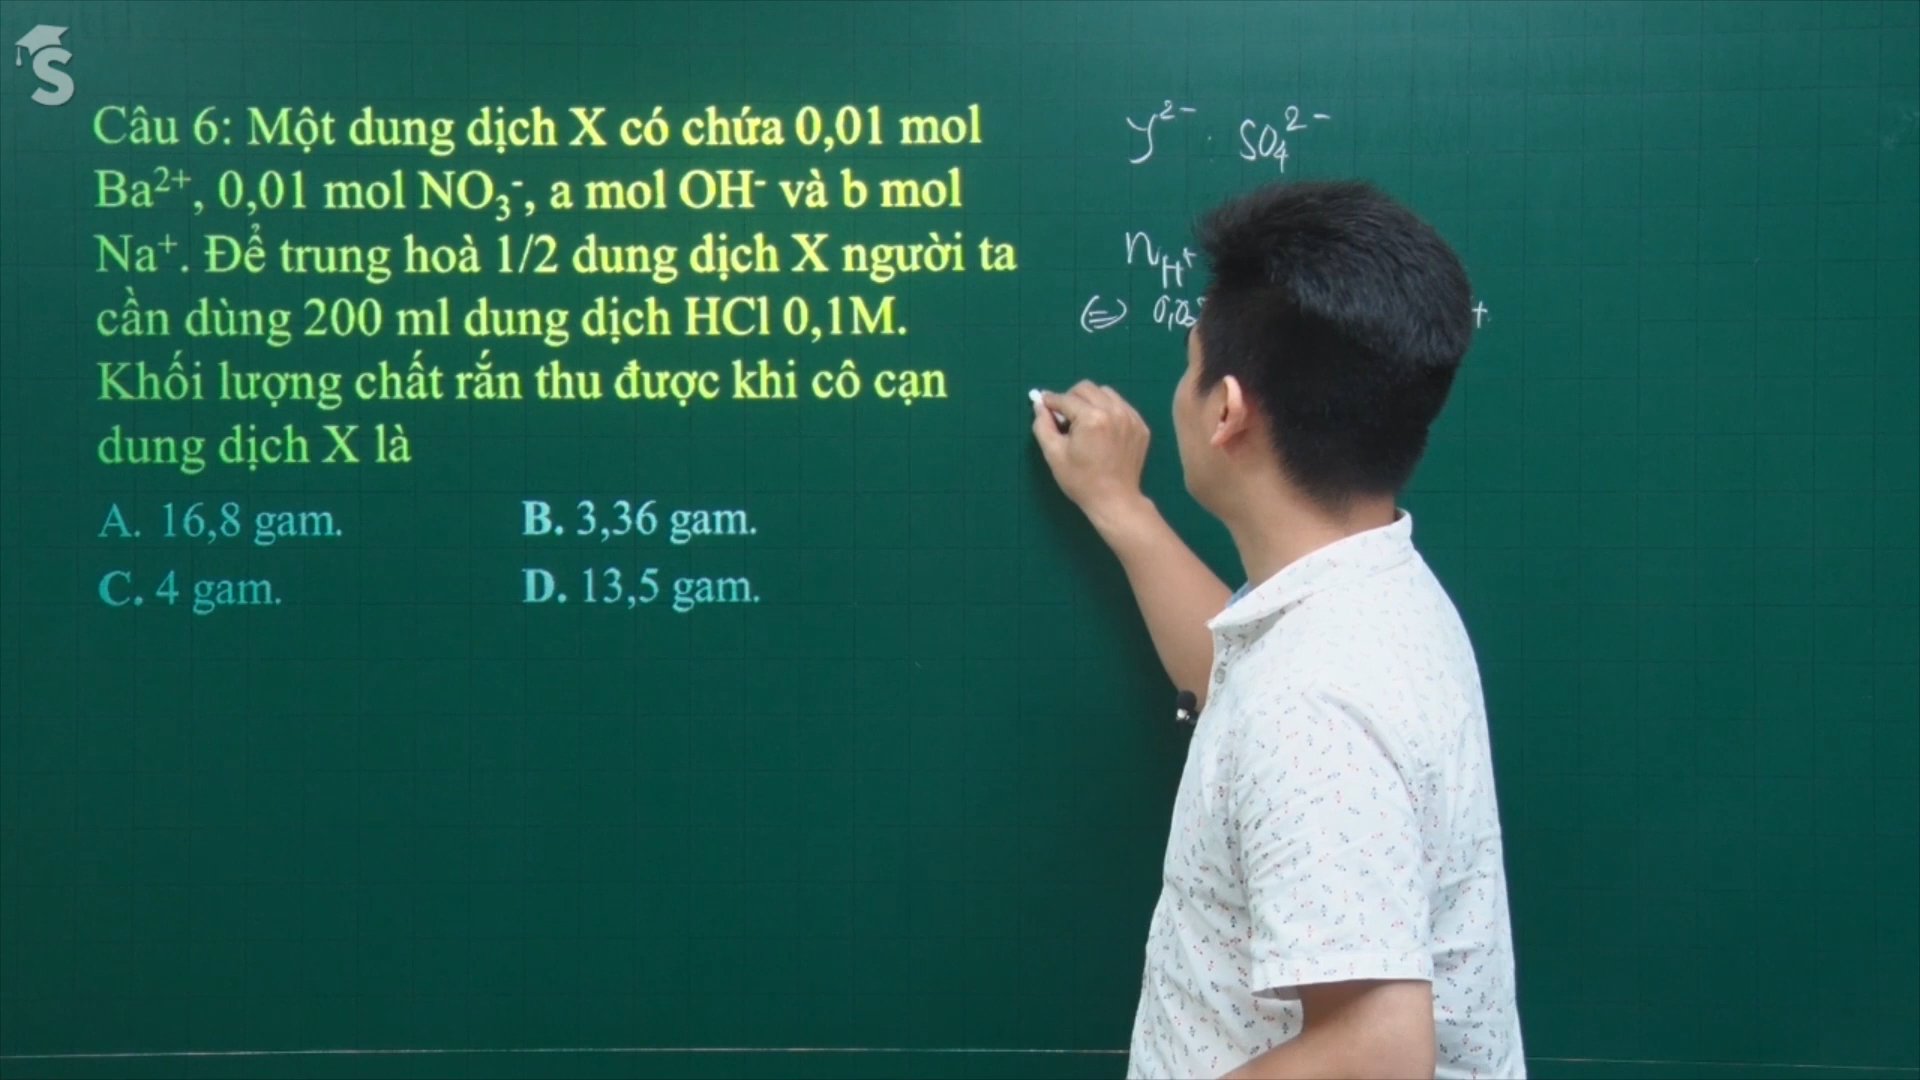 S
Câu 6: Một dung dịch X có chứa 0,01 mol
Ba²⁺, 0,01 mol NO₃⁻, a mol OH⁻ và b mol
Na⁺. Để trung hoà 1/2 dung dịch X người ta
cần dùng 200 ml dung dịch HCl 0,1M.
Khối lượng chất rắn thu được khi cô cạn
dung dịch X là
A. 16,8 gam. B. 3,36 gam.
C. 4 gam. D. 13,5 gam.
y²⁻ : SO₄²⁻
n_H⁺
+